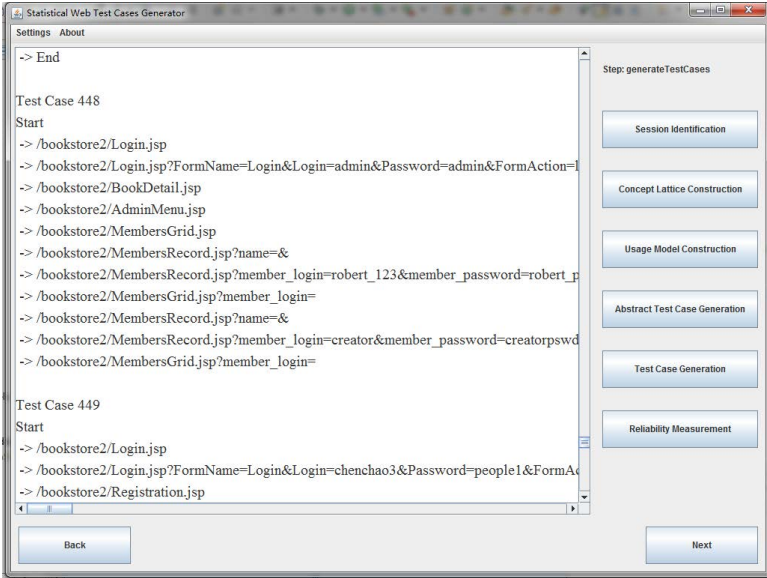 Statistical Web Test Cases Generator
Settings About
-> End
Step: generateTestCases
Test Case 448
Start
-> /bookstore2/Login.jsp
-> /bookstore2/Login.jsp?FormName=Login&Login=admin&Password=admin&FormAction=l
-> /bookstore2/BookDetail.jsp
-> /bookstore2/AdminMenu.jsp
-> /bookstore2/MembersGrid.jsp
-> /bookstore2/MembersRecord.jsp?name=&
-> /bookstore2/MembersRecord.jsp?member_login=robert_123&member_password=robert_p
-> /bookstore2/MembersGrid.jsp?member_login=
-> /bookstore2/MembersRecord.jsp?name=&
-> /bookstore2/MembersRecord.jsp?member_login=creator&member_password=creatorpswd
-> /bookstore2/MembersGrid.jsp?member_login=
Test Case 449
Start
-> /bookstore2/Login.jsp
-> /bookstore2/Login.jsp?FormName=Login&Login=chenchao3&Password=people1&FormAc
-> /bookstore2/Registration.jsp
Session Identification
Concept Lattice Construction
Usage Model Construction
Abstract Test Case Generation
Test Case Generation
Reliability Measurement
Back
Next